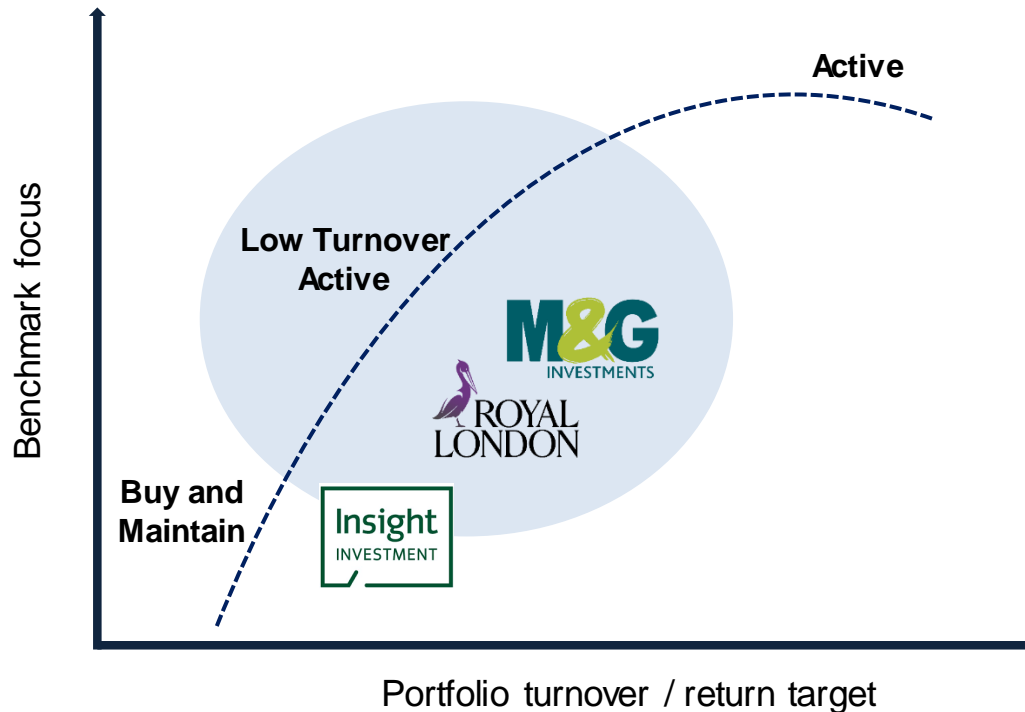 Active
Benchmark focus
Low Turnover
Active
M&G
INVESTMENTS
ROYAL
LONDON
Buy and
Maintain
Insight
INVESTMENT
Portfolio turnover / return target